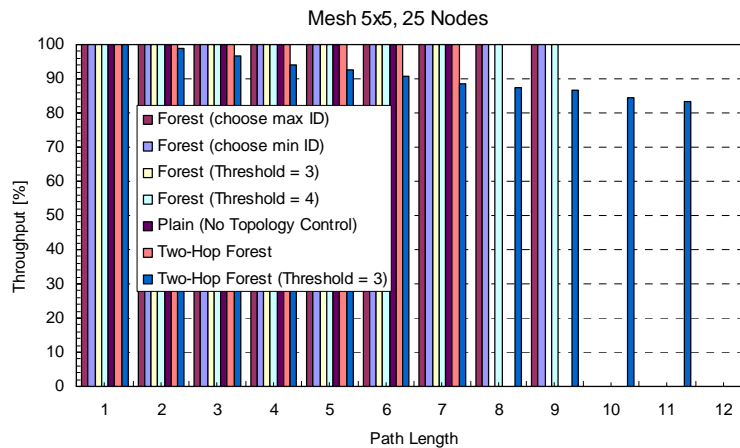 Mesh 5x5, 25 Nodes
100
90
80
70
60
50
40
30
20
10
0
Throughput [%]
Forest (choose max ID)
Forest (choose min ID)
Forest (Threshold = 3)
Forest (Threshold = 4)
Plain (No Topology Control)
Two-Hop Forest
Two-Hop Forest (Threshold = 3)
1 2 3 4 5 6 7 8 9 10 11 12
Path Length